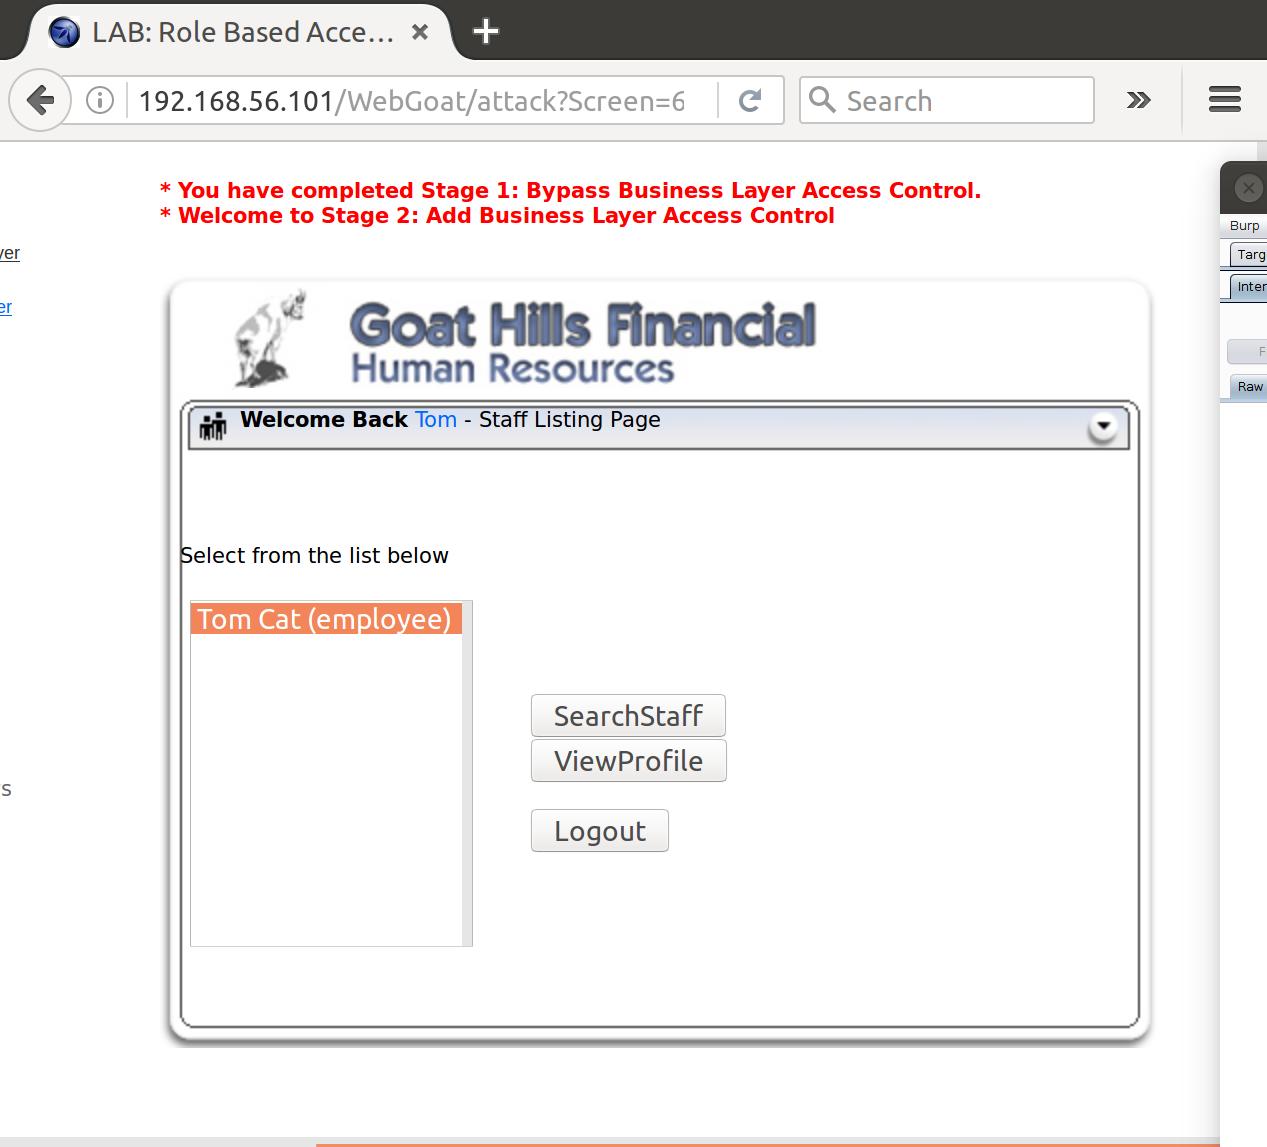 LAB: Role Based Acce...
192.168.56.101/WebGoat/attack?Screen=6
Search
* You have completed Stage 1: Bypass Business Layer Access Control.
* Welcome to Stage 2: Add Business Layer Access Control
Burp
Targ
Inter
F
Raw
yer
er
Goat Hills Financial
Human Resources
Welcome Back Tom - Staff Listing Page
Select from the list below
Tom Cat (employee)
SearchStaff
ViewProfile
Logout
s